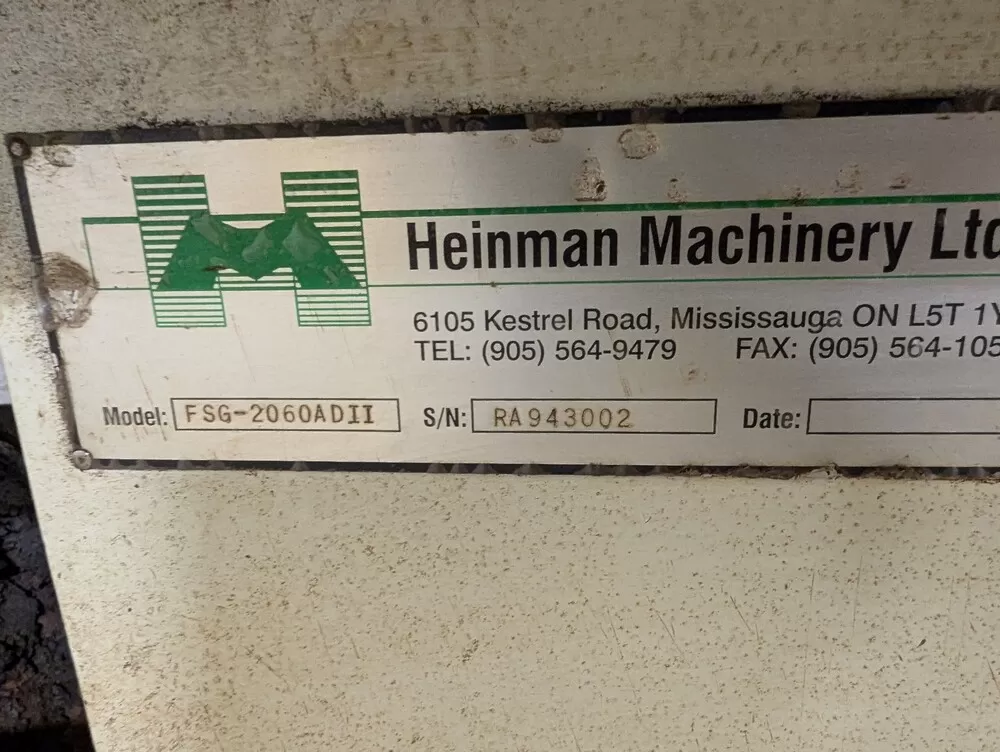 Heinman Machinery Ltd
6105 Kestrel Road, Mississauga ON L5T
TEL: (905) 564-9479 FAX: (905) 564-105
Model: FSG-2060ADII S/N: RA943002 Date: